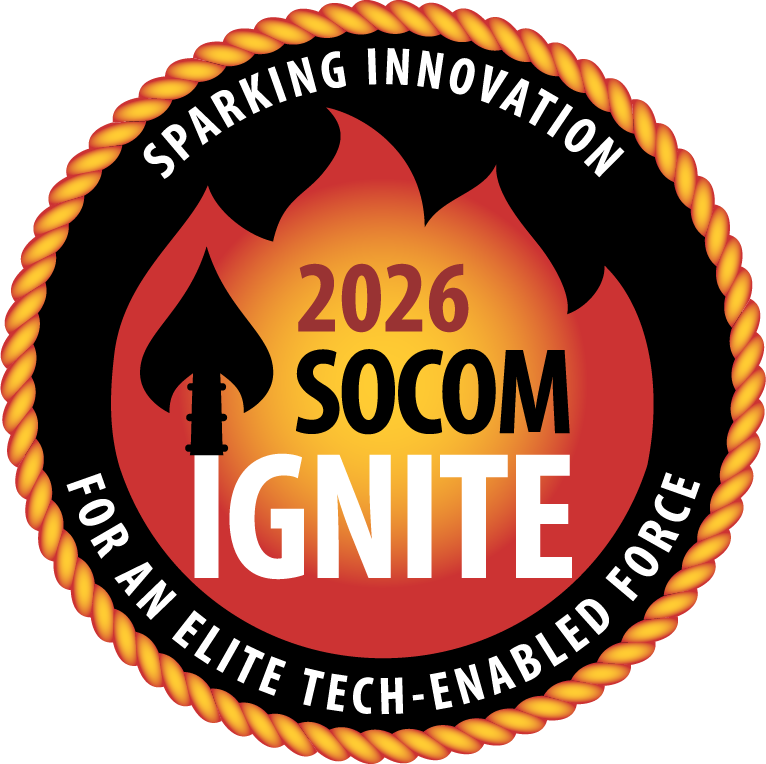 SPARKING INNOVATION
2026
SOCOM
IGNITE
FOR AN ELITE TECH-ENABLED FORCE